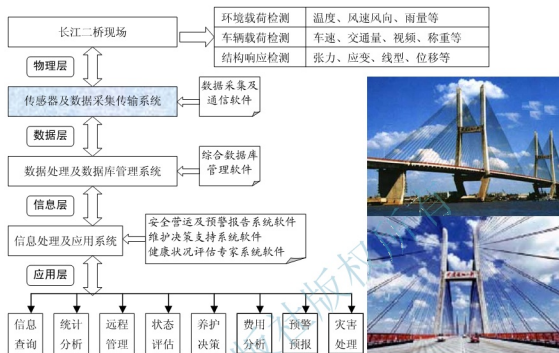 长江二桥现场
环境载荷检测 温度、风速风向、雨量等
车辆载荷检测 车速、交通量、视频、称重等
结构响应检测 张力、应变、线型、位移等
物理层
传感器及数据采集传输系统
数据采集及
通信软件
数据层
数据处理及数据库管理系统
综合数据库
管理软件
信息层
信息处理及应用系统
安全营运及预警报告系统软件
维护决策支持系统软件
健康状况评估专家系统软件
应用层
信息
查询
统计
分析
远程
管理
状态
评估
养护
决策
费用
分析
预警
预报
灾害
处理
社版权